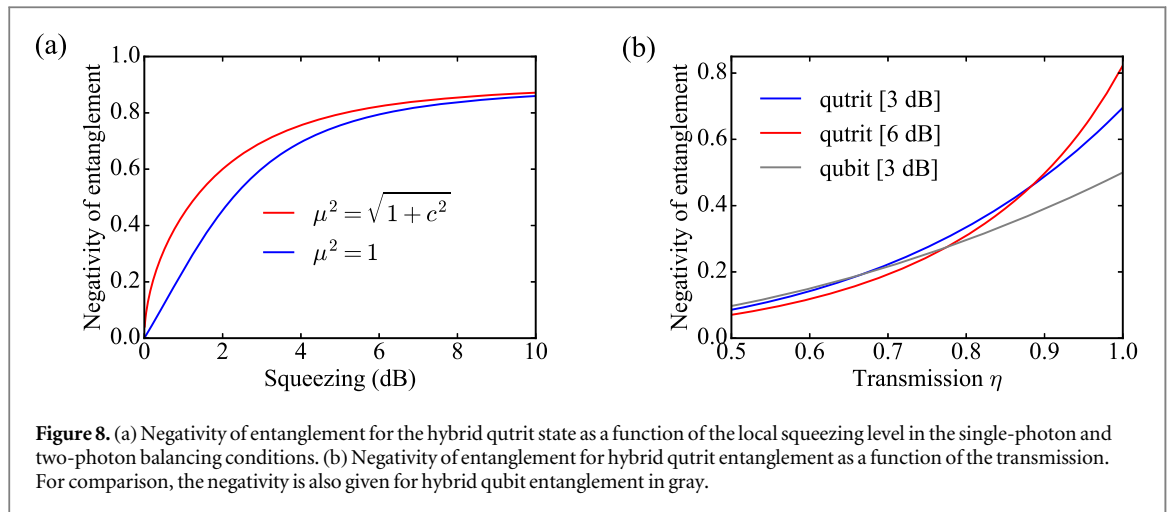 (a)
1.0
0.8
0.6
0.4
0.2
0.0
Negativity of entanglement
μ² = √(1 + c²)
μ² = 1
0 2 4 6 8 10
Squeezing (dB)
(b)
0.8
0.6
0.4
0.2
0.0
Negativity of entanglement
qutrit [3 dB]
qutrit [6 dB]
qubit [3 dB]
0.5 0.6 0.7 0.8 0.9 1.0
Transmission η
Figure 8. (a) Negativity of entanglement for the hybrid qutrit state as a function of the local squeezing level in the single-photon and
two-photon balancing conditions. (b) Negativity of entanglement for hybrid qutrit entanglement as a function of the transmission.
For comparison, the negativity is also given for hybrid qubit entanglement in gray.